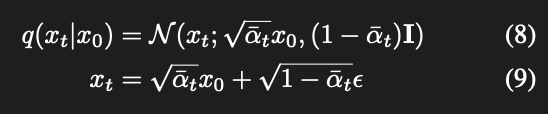 q(x_t|x_0) = 𝒩(x_t; √ᾱ_t x_0, (1 − ᾱ_t)𝐈) (8)
x_t = √ᾱ_t x_0 + √(1 − ᾱ_t) ϵ (9)